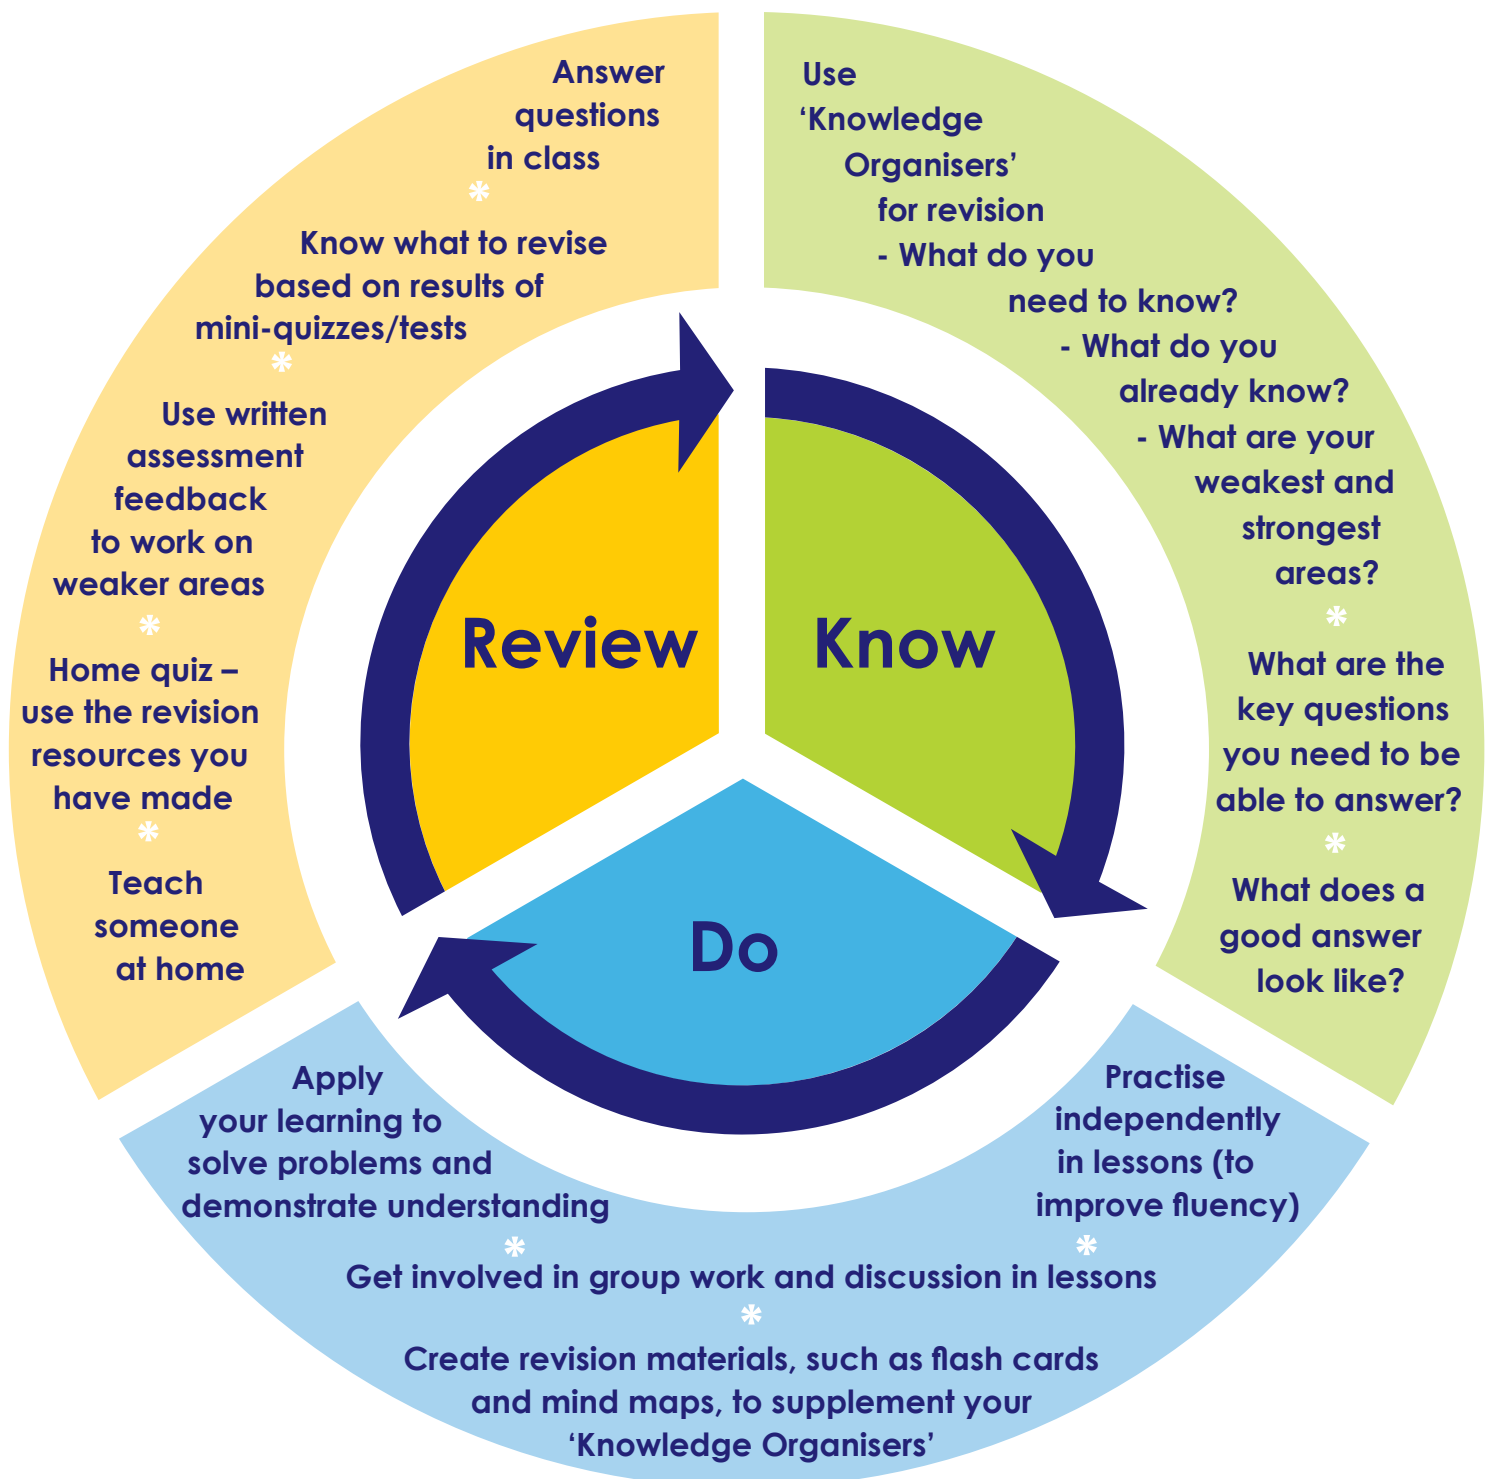 Review
Know
Do
Answer
questions
in class
*
Know what to revise
based on results of
mini-quizzes/tests
*
Use written
assessment
feedback
to work on
weaker areas
*
Home quiz –
use the revision
resources you
have made
*
Teach
someone
at home
Use
‘Knowledge
Organisers’
for revision
- What do you
need to know?
- What do you
already know?
- What are your
weakest and
strongest
areas?
*
What are the
key questions
you need to be
able to answer?
*
What does a
good answer
look like?
Apply
your learning to
solve problems and
demonstrate understanding
*
Practise
independently
in lessons (to
improve fluency)
*
Get involved in group work and discussion in lessons
*
Create revision materials, such as flash cards
and mind maps, to supplement your
‘Knowledge Organisers’